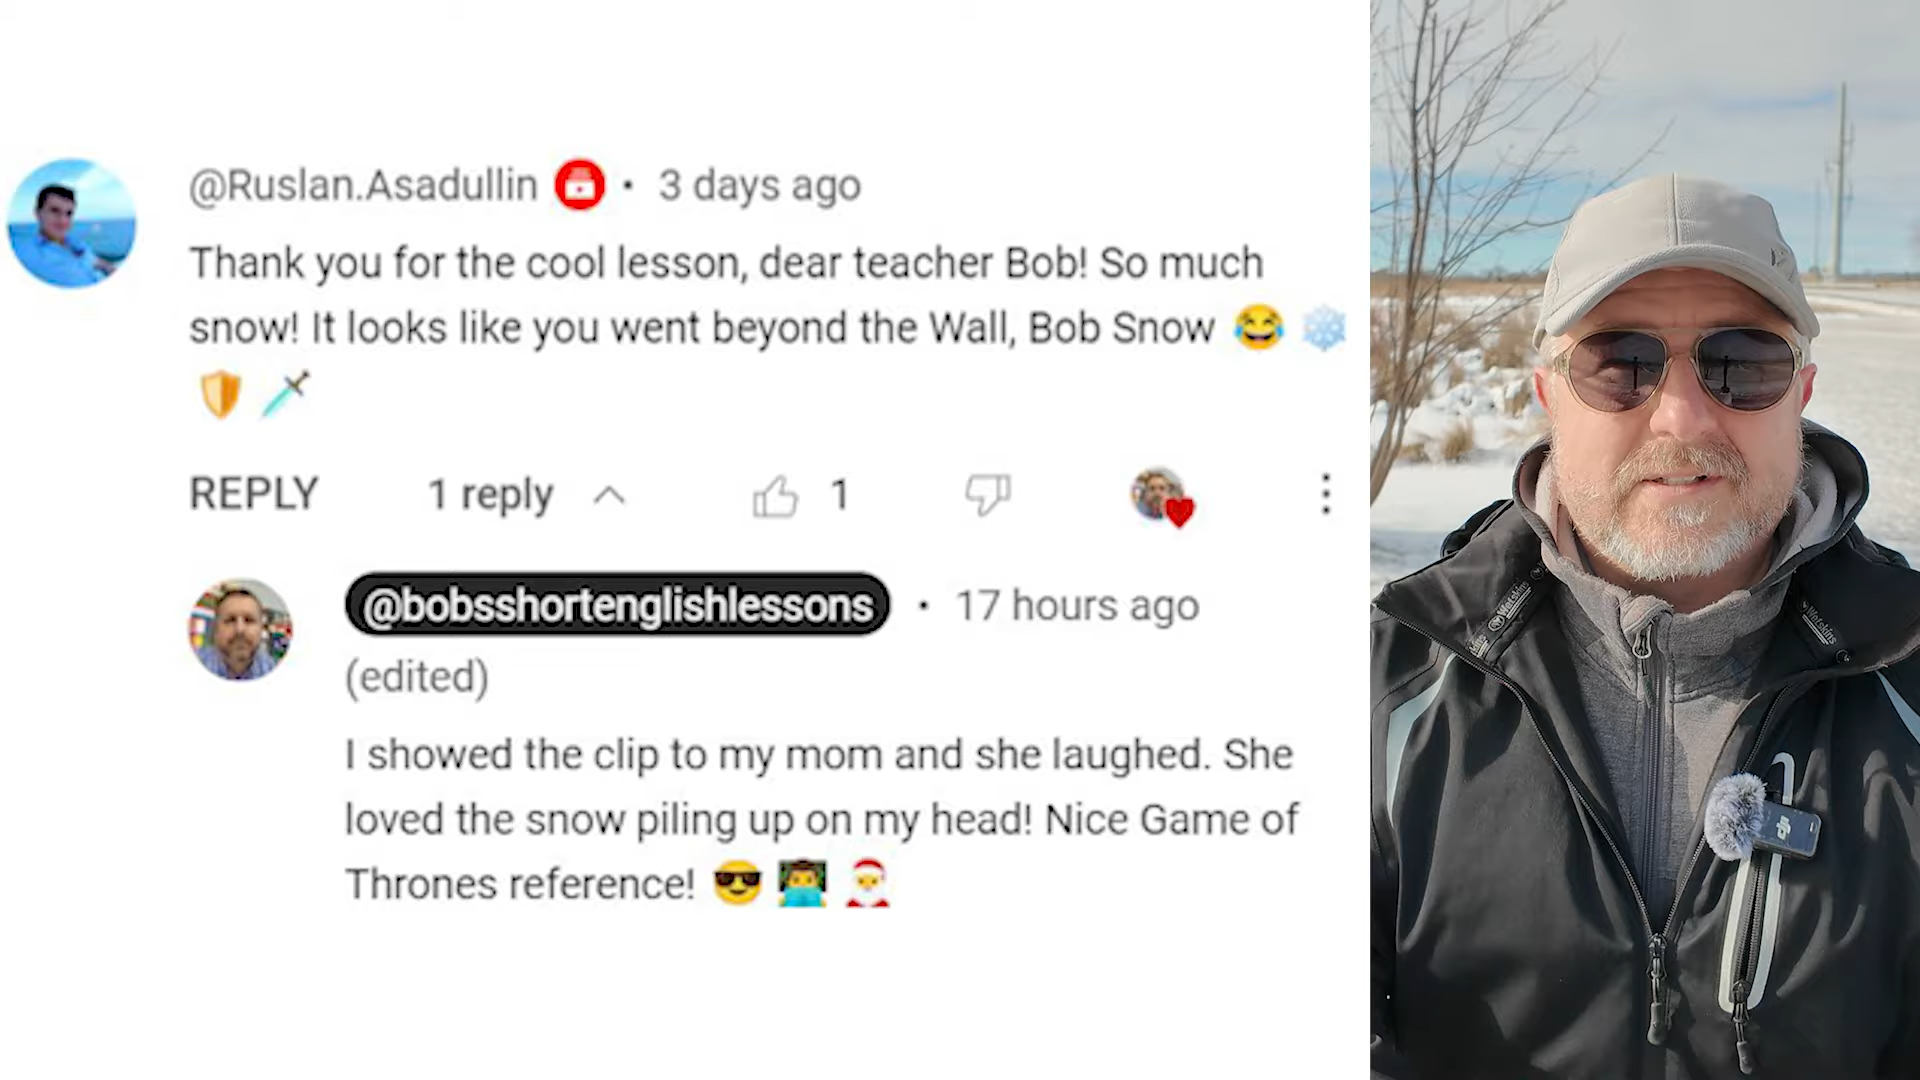 @Ruslan.Asadullin • 3 days ago
Thank you for the cool lesson, dear teacher Bob! So much
snow! It looks like you went beyond the Wall, Bob Snow 😂 ❄️
🛡️ 🗡️
REPLY 1 reply 1
@bobsshortenglishlessons • 17 hours ago
(edited)
I showed the clip to my mom and she laughed. She
loved the snow piling up on my head! Nice Game of
Thrones reference! 😎 👨‍💻 🎅
Wetskins
Wetskins
dji